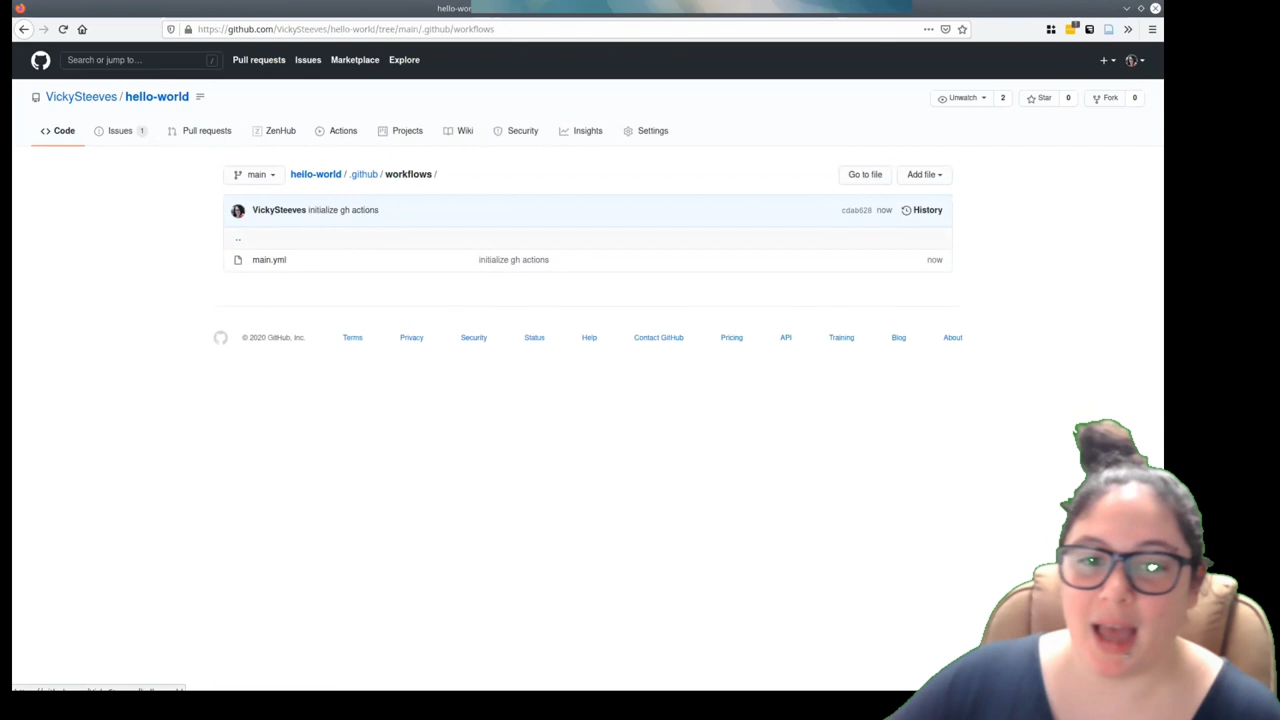 hello-wor
https://github.com/VickySteeves/hello-world/tree/main/.github/workflows
Search or jump to… /
Pull requests Issues Marketplace Explore
VickySteeves / hello-world
Unwatch 2 Star 0 Fork 0
Code Issues 1 Pull requests ZenHub Actions Projects Wiki Security Insights Settings
main hello-world / .github / workflows /
Go to file Add file
VickySteeves initialize gh actions cdab628 now History
..
main.yml initialize gh actions now
© 2020 GitHub, Inc. Terms Privacy Security Status Help Contact GitHub Pricing API Training Blog About